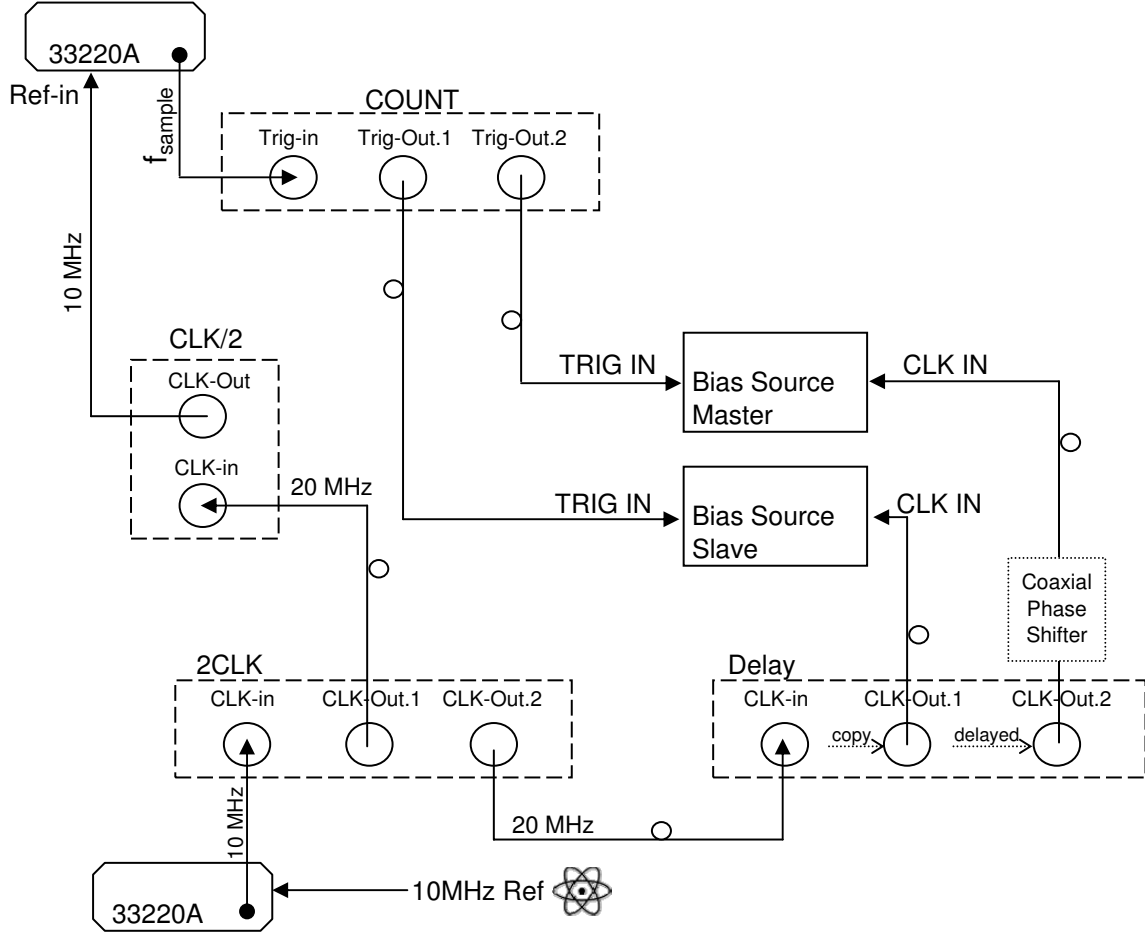 33220A
Ref-in
f_sample
COUNT
Trig-in
Trig-Out.1
Trig-Out.2
10 MHz
CLK/2
CLK-Out
CLK-in
20 MHz
TRIG IN
Bias Source
Master
CLK IN
TRIG IN
Bias Source
Slave
CLK IN
Coaxial
Phase
Shifter
2CLK
CLK-in
CLK-Out.1
CLK-Out.2
Delay
CLK-in
CLK-Out.1
CLK-Out.2
copy
delayed
10 MHz
20 MHz
33220A
10MHz Ref